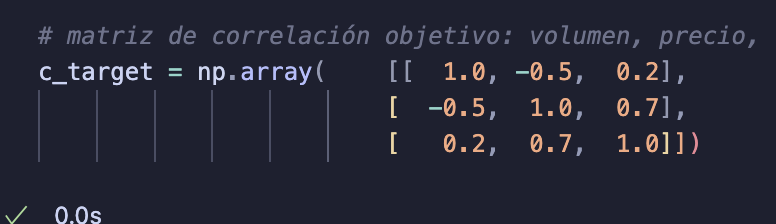 # matriz de correlación objetivo: volumen, precio,
c_target = np.array( [[ 1.0, -0.5, 0.2],
[ -0.5, 1.0, 0.7],
[ 0.2, 0.7, 1.0]])
✓ 0.0s